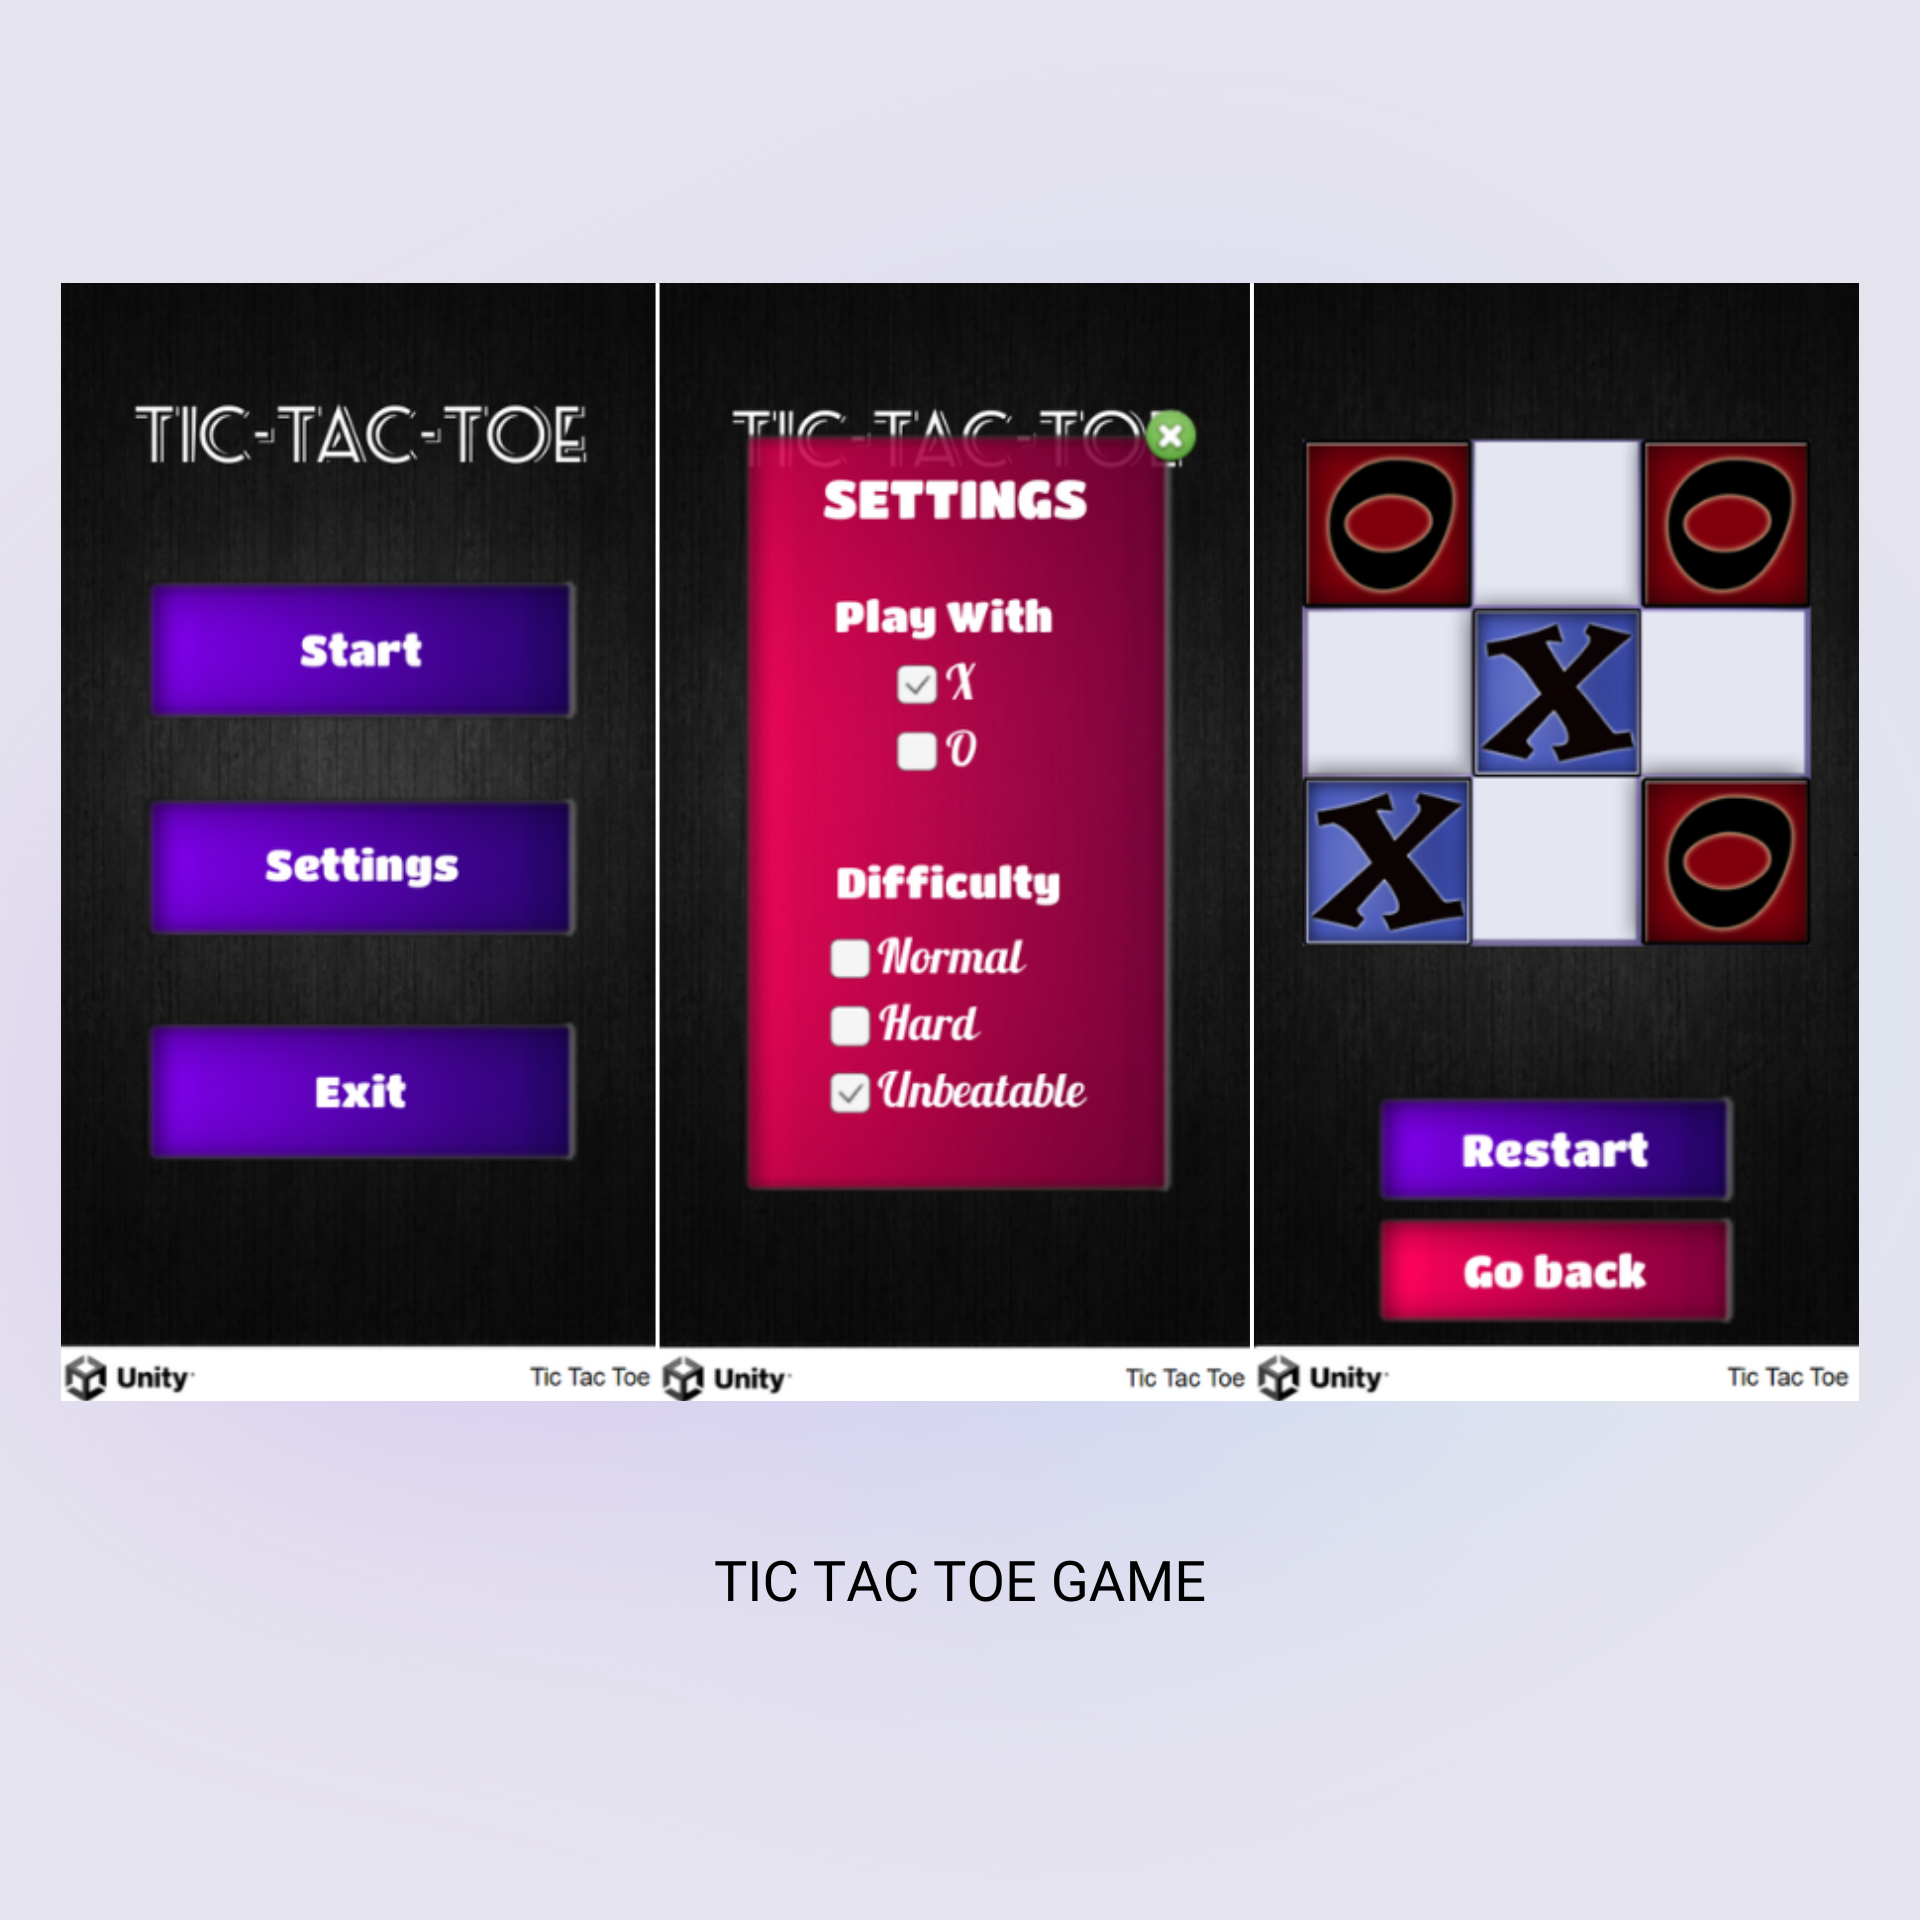 TIC-TAC-TOE
Start
Settings
Exit
Unity
Tic Tac Toe
TIC-TAC-TOE
SETTINGS
Play With
X
O
Difficulty
Normal
Hard
Unbeatable
Unity
Tic Tac Toe
O O
X
X O
Restart
Go back
Unity
Tic Tac Toe
TIC TAC TOE GAME